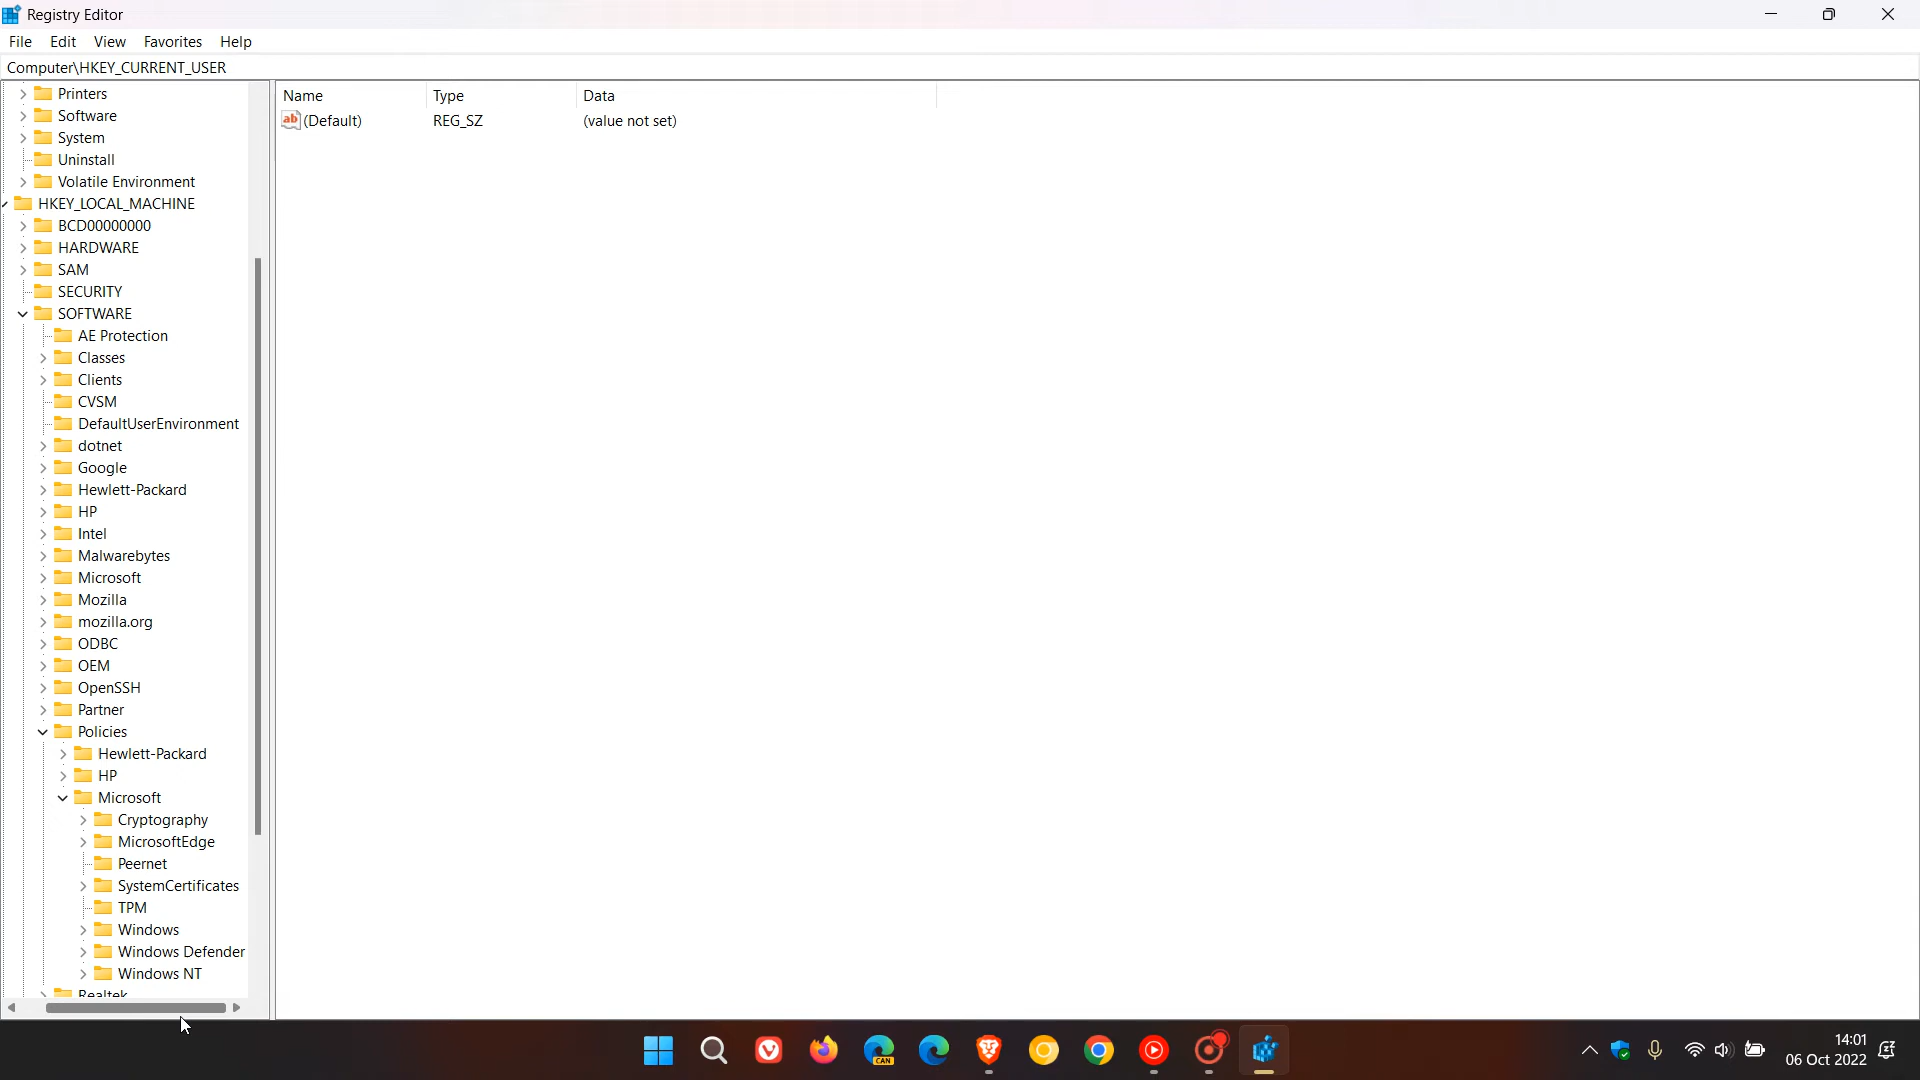 Registry Editor
File Edit View Favorites Help
Computer\HKEY_CURRENT_USER
Name Type Data
ab (Default) REG_SZ (value not set)
Printers
Software
System
Uninstall
Volatile Environment
HKEY_LOCAL_MACHINE
BCD00000000
HARDWARE
SAM
SECURITY
SOFTWARE
AE Protection
Classes
Clients
CVSM
DefaultUserEnvironment
dotnet
Google
Hewlett-Packard
HP
Intel
Malwarebytes
Microsoft
Mozilla
mozilla.org
ODBC
OEM
OpenSSH
Partner
Policies
Hewlett-Packard
HP
Microsoft
Cryptography
MicrosoftEdge
Peernet
SystemCertificates
TPM
Windows
Windows Defender
Windows NT
Realtek
CAN
14:01
06 Oct 2022